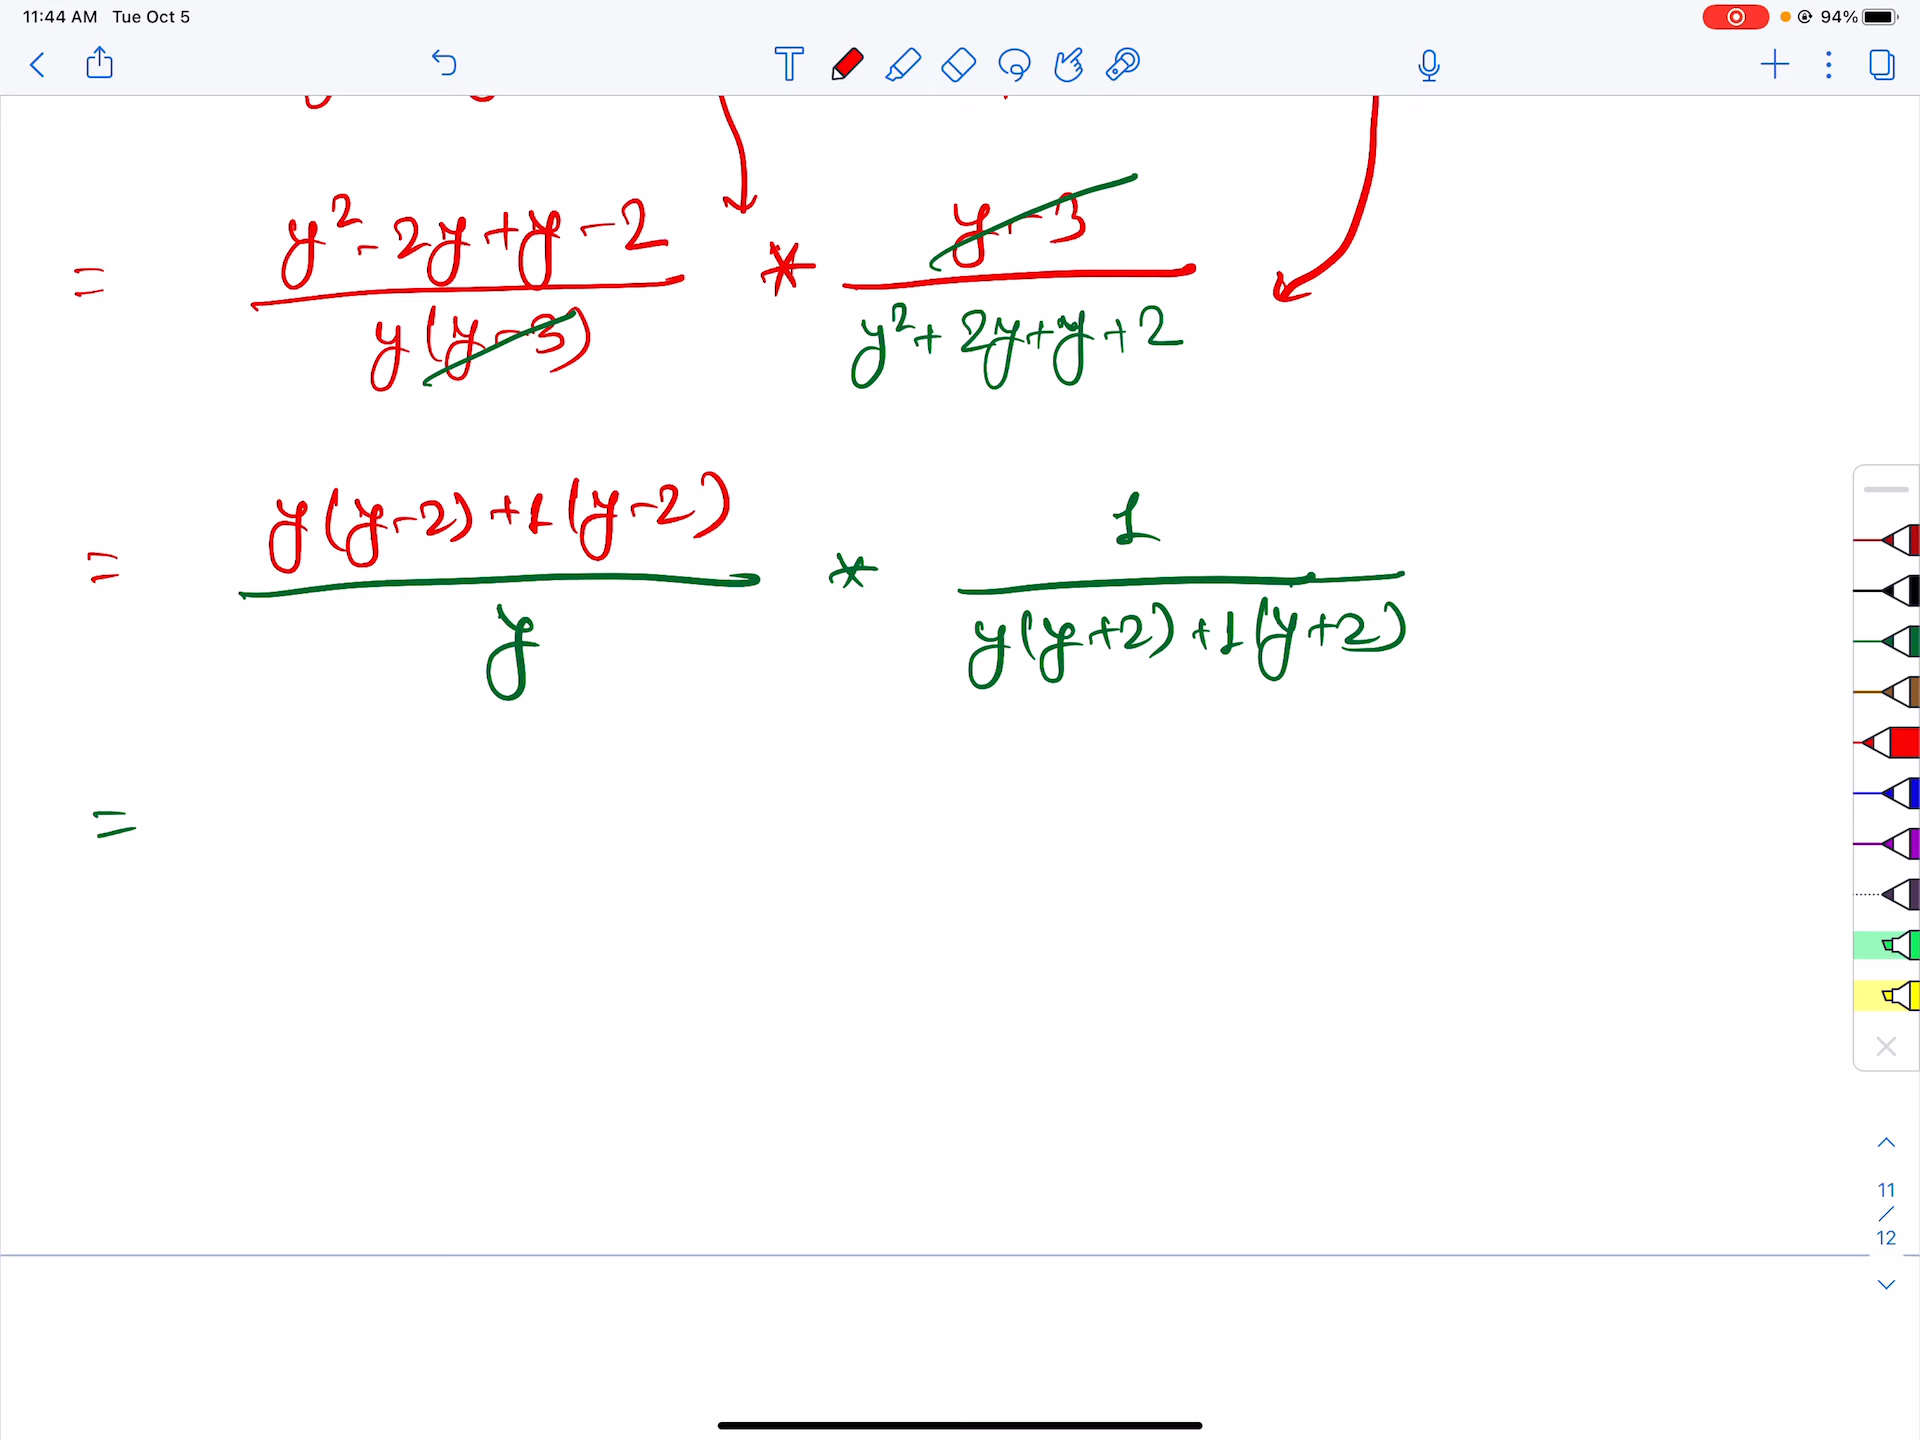 11:44 AM Tue Oct 5 94%
T
= y² - 2y + y - 2 / y(y - 3) * y - 3 / y² + 2y + y + 2
= y(y - 2) + 1(y - 2) / y * 1 / y(y + 2) + 1(y + 2)
=
11
/
12